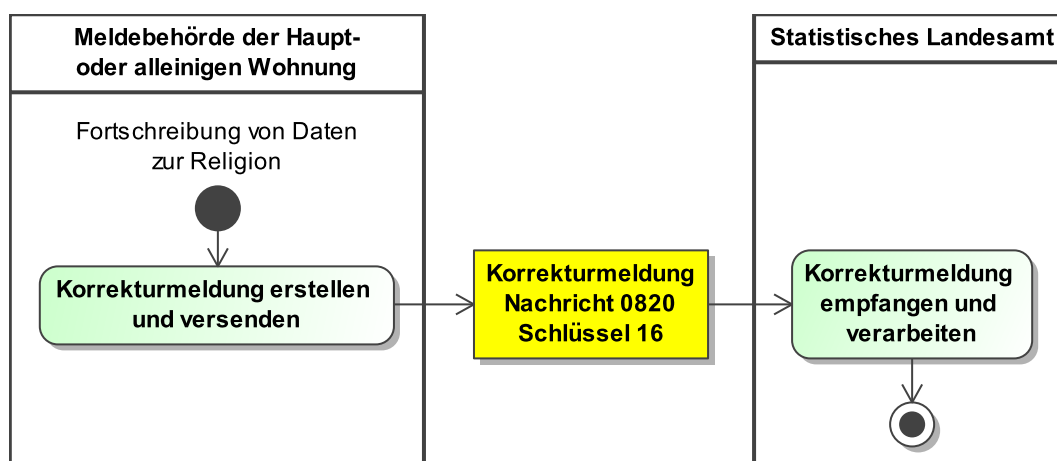 Meldebehörde der Haupt-
oder alleinigen Wohnung
Statistisches Landesamt
Fortschreibung von Daten
zur Religion
Korrekturmeldung erstellen
und versenden
Korrekturmeldung
Nachricht 0820
Schlüssel 16
Korrekturmeldung
empfangen und
verarbeiten